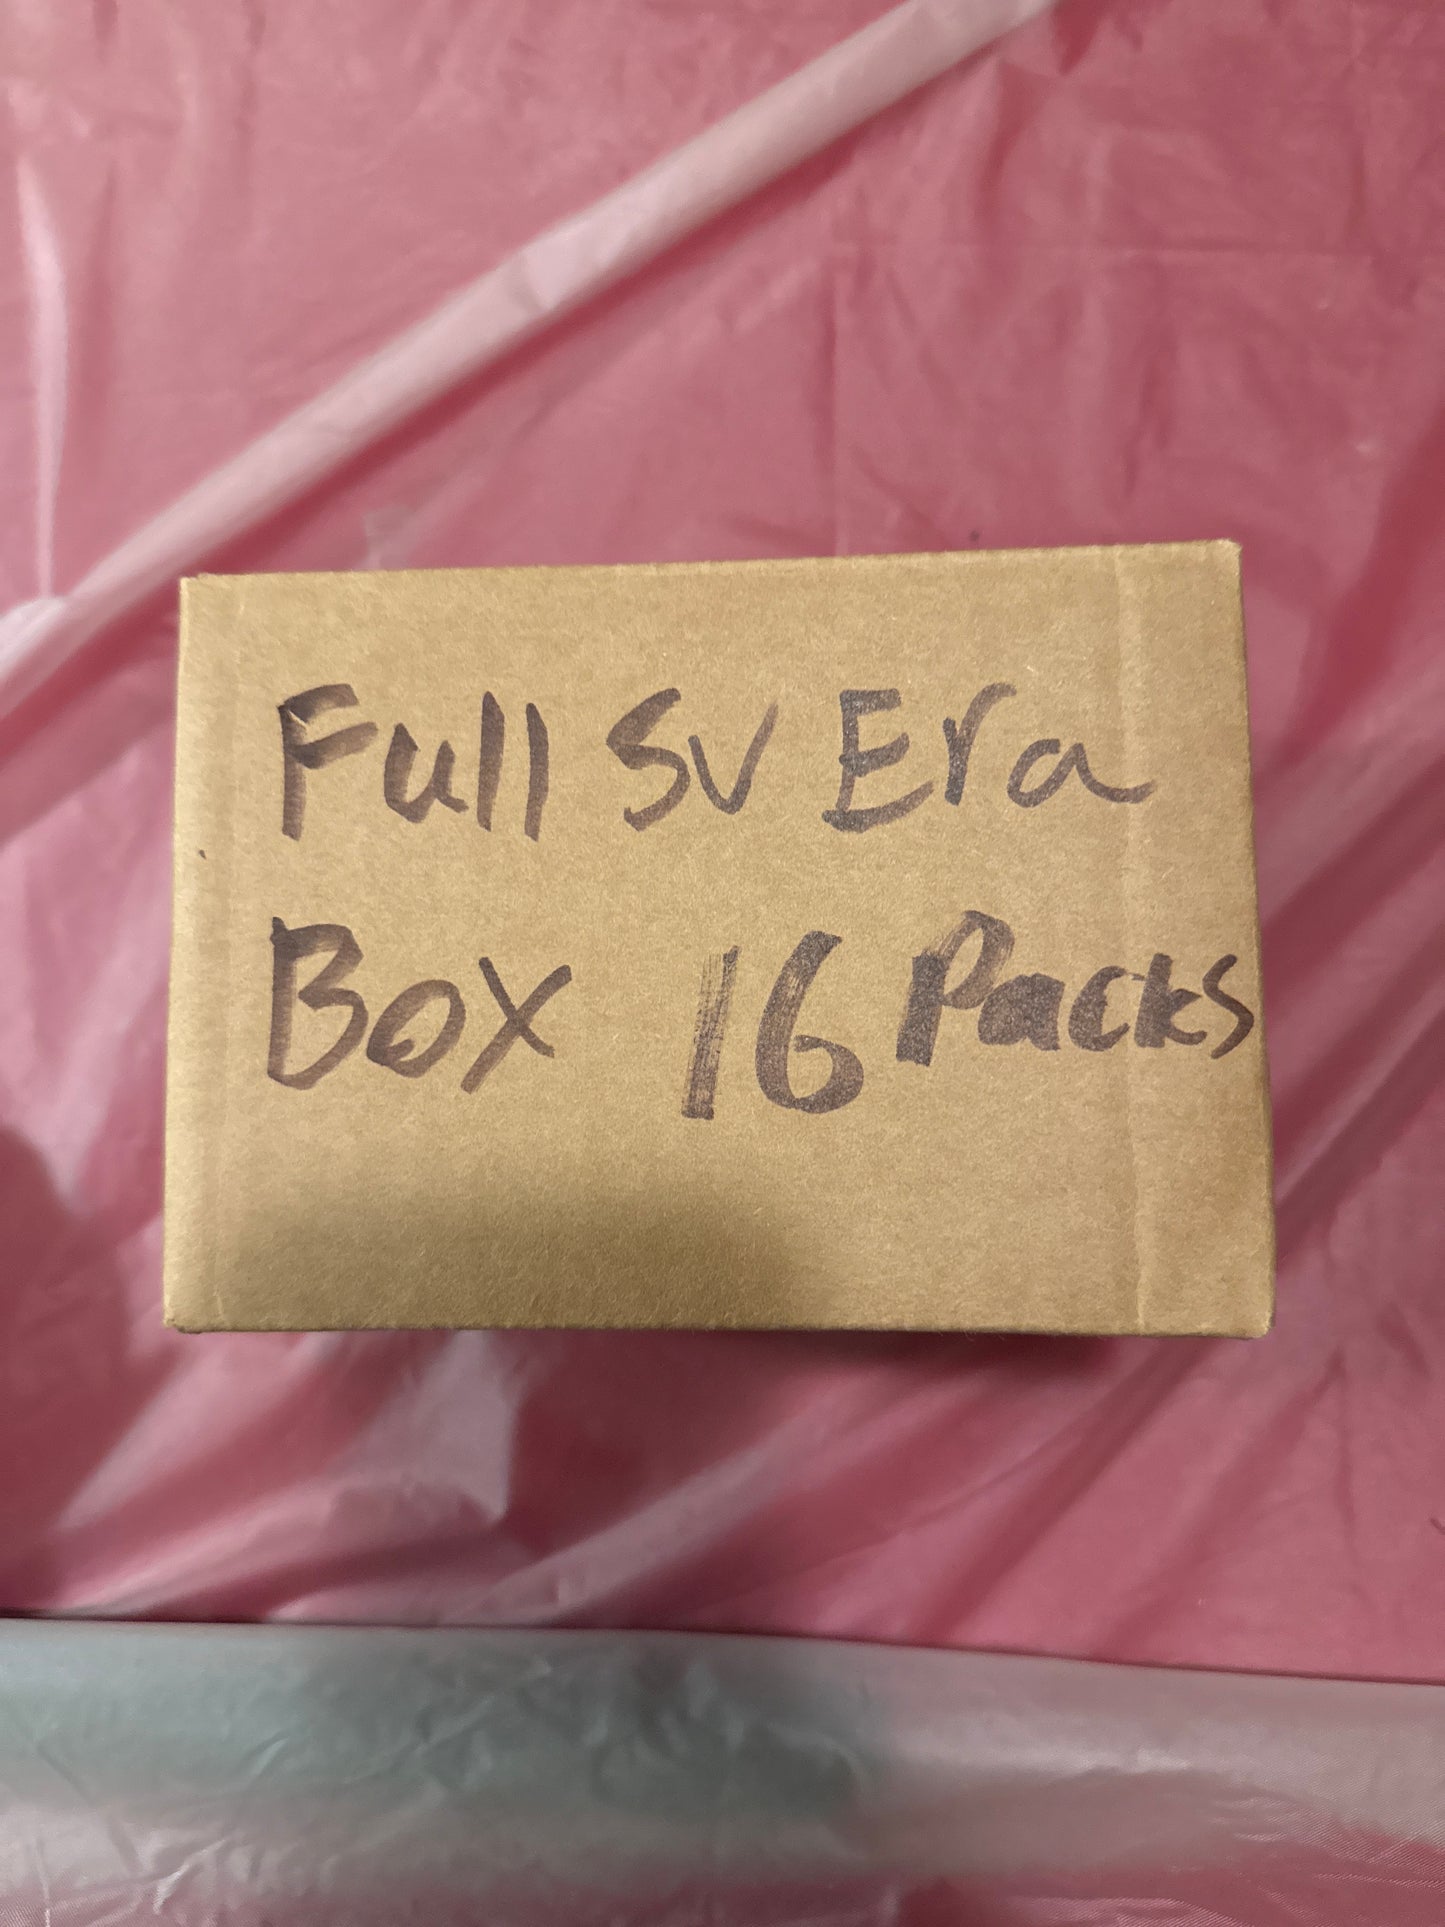 Full SV Era
Box 16 Packs